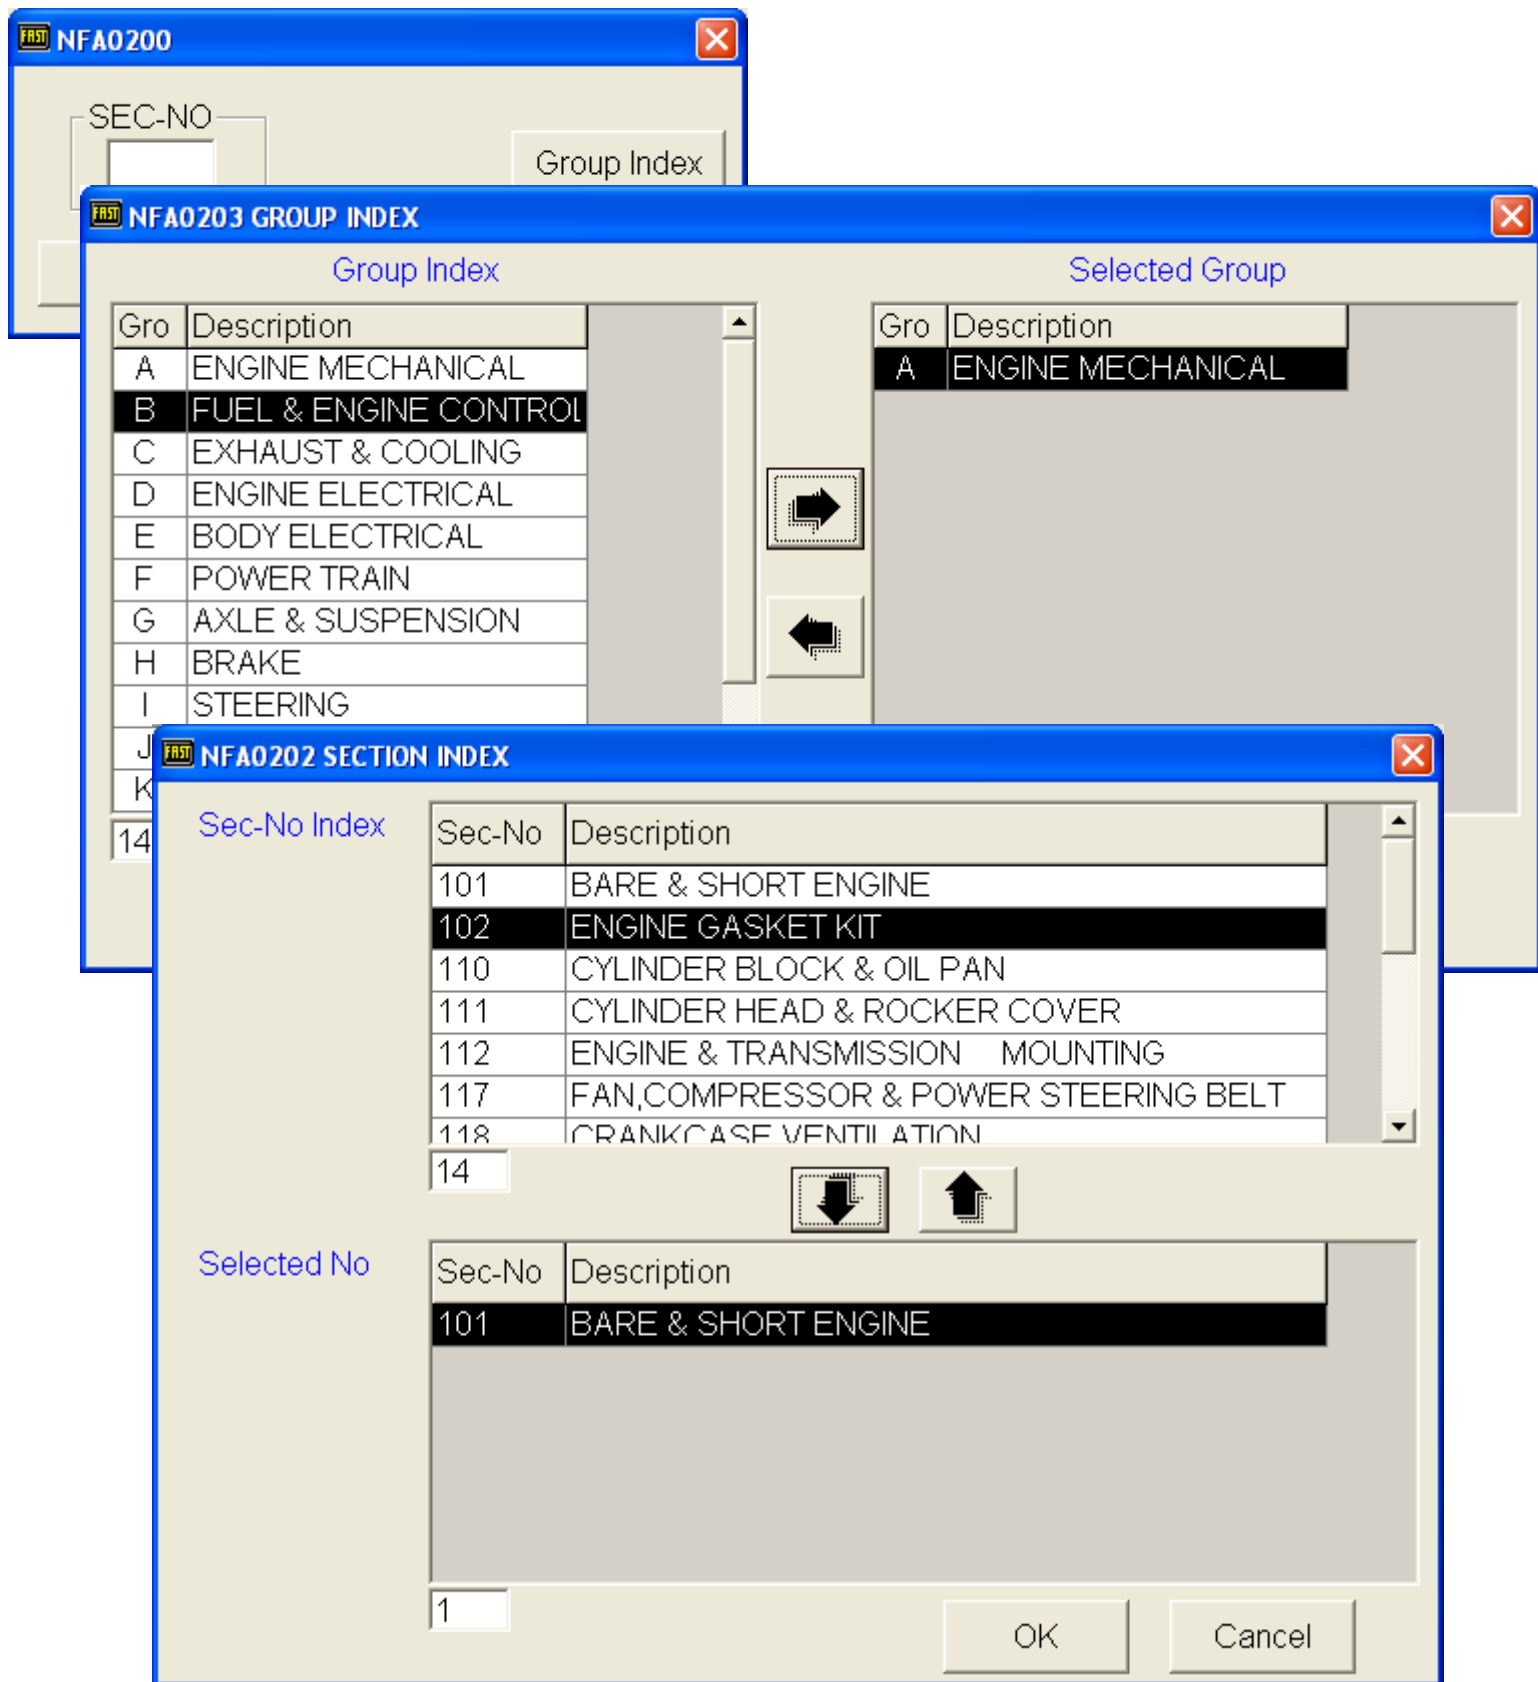 FAST NFA0200
SEC-NO
Group Index
FAST NFA0203 GROUP INDEX
Group Index
Gro Description
A ENGINE MECHANICAL
B FUEL & ENGINE CONTROL
C EXHAUST & COOLING
D ENGINE ELECTRICAL
E BODY ELECTRICAL
F POWER TRAIN
G AXLE & SUSPENSION
H BRAKE
I STEERING
J
K
14
Selected Group
Gro Description
A ENGINE MECHANICAL
FAST NFA0202 SECTION INDEX
Sec-No Index
Sec-No Description
101 BARE & SHORT ENGINE
102 ENGINE GASKET KIT
110 CYLINDER BLOCK & OIL PAN
111 CYLINDER HEAD & ROCKER COVER
112 ENGINE & TRANSMISSION MOUNTING
117 FAN,COMPRESSOR & POWER STEERING BELT
118 CRANKCASE VENTILATION
14
Selected No
Sec-No Description
101 BARE & SHORT ENGINE
1
OK Cancel